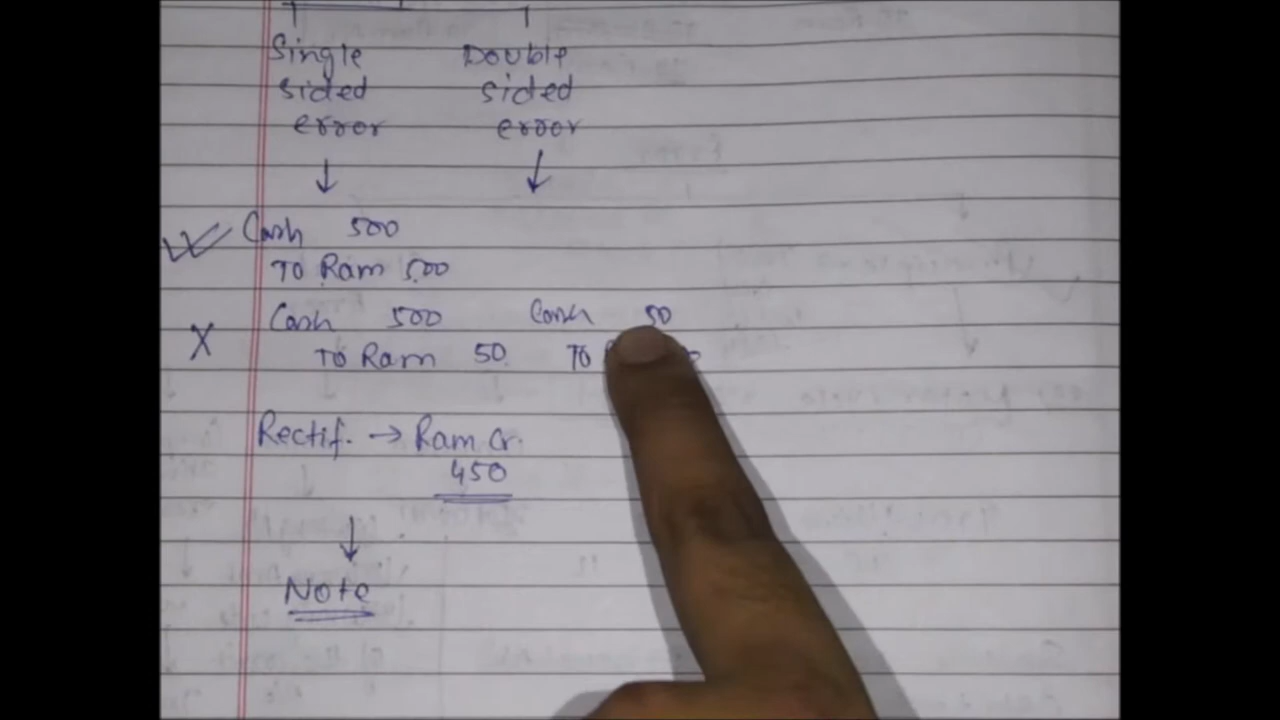 Single Double
sided sided
error error
Cash 500
To Ram 500
Cash 500 Cash 50
To Ram 50 To
Rectif. → Ram Cr.
450
Note